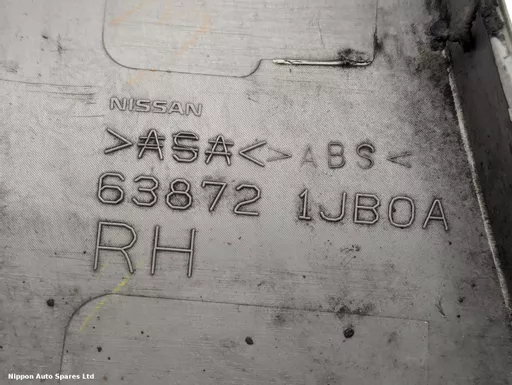 NISSAN
>ASA< >ABS<
63872 1JB0A
RH
Nippon Auto Spares Ltd